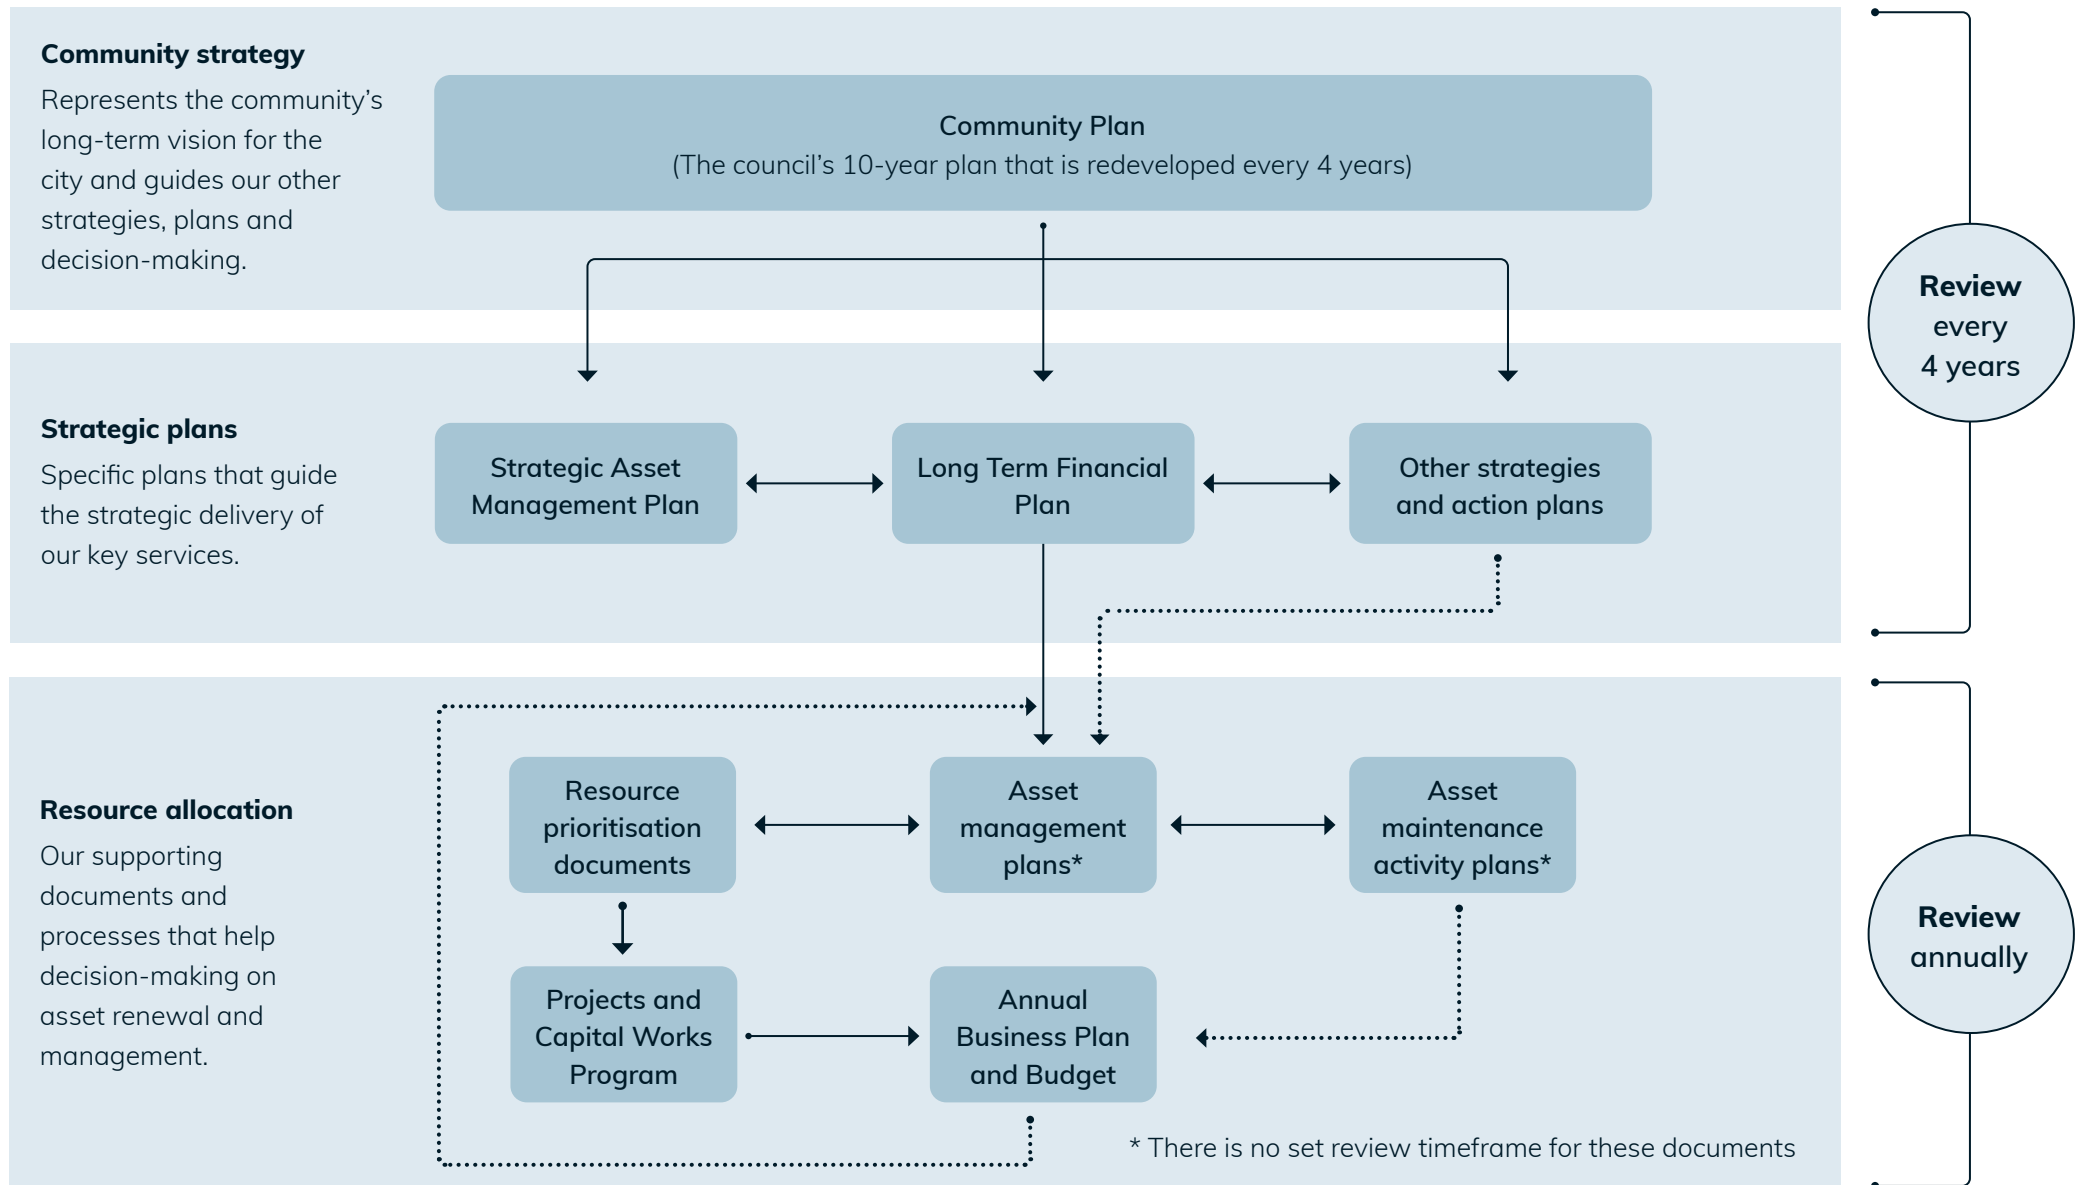 Community strategy
Represents the community’s
long-term vision for the
city and guides our other
strategies, plans and
decision-making.
Community Plan
(The council’s 10-year plan that is redeveloped every 4 years)
Review
every
4 years
Strategic plans
Specific plans that guide
the strategic delivery of
our key services.
Strategic Asset
Management Plan
Long Term Financial
Plan
Other strategies
and action plans
Resource allocation
Our supporting
documents and
processes that help
decision-making on
asset renewal and
management.
Resource
prioritisation
documents
Asset
management
plans*
Asset
maintenance
activity plans*
Projects and
Capital Works
Program
Annual
Business Plan
and Budget
Review
annually
* There is no set review timeframe for these documents